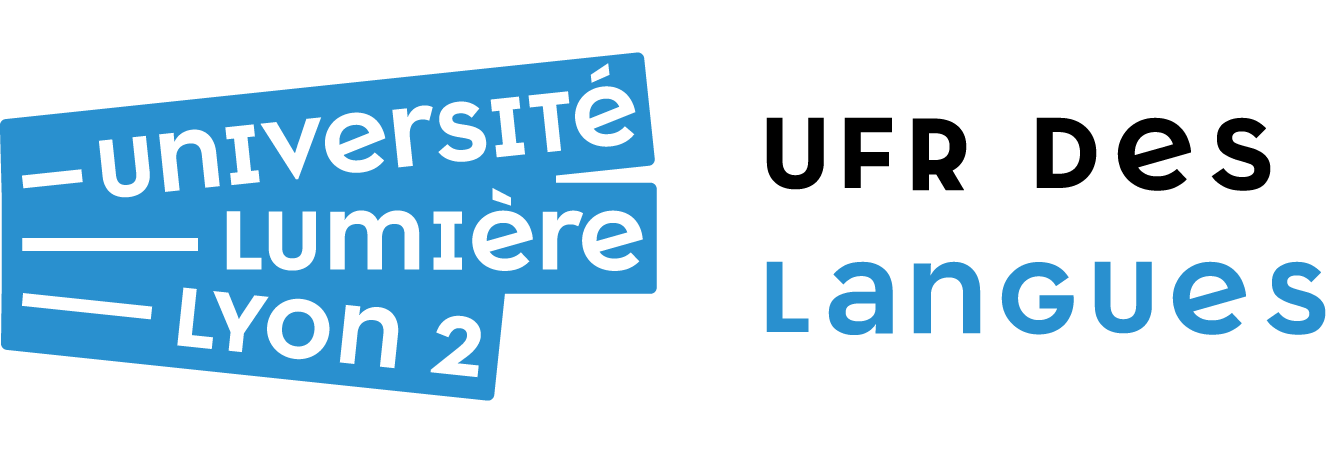 Université
Lumière
Lyon 2
UFR Des
Langues